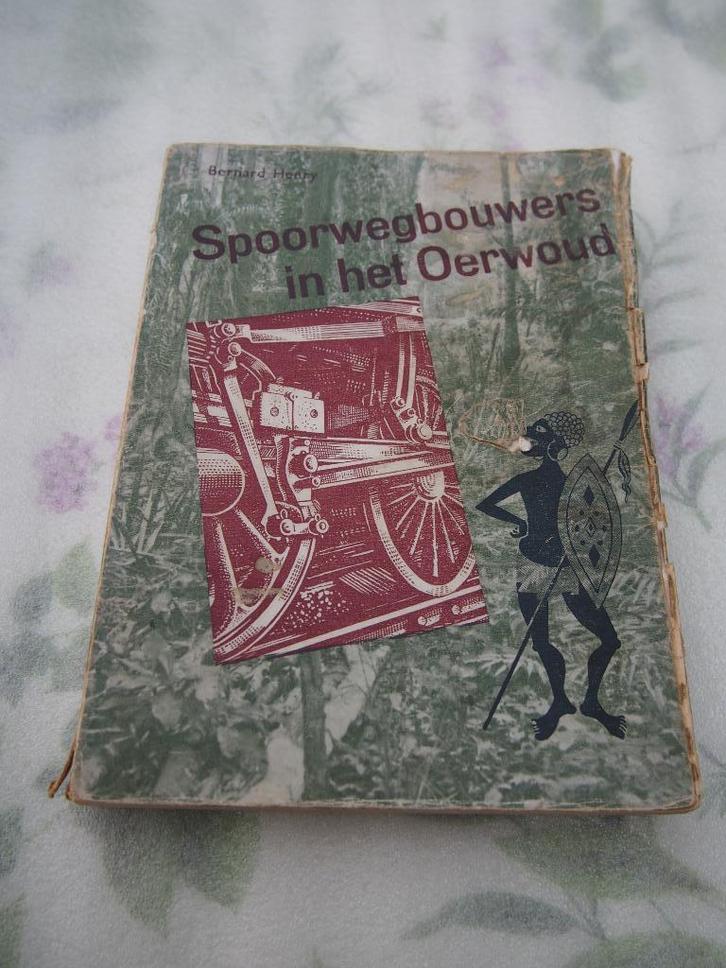 Bernard Henry
Spoorwegbouwers
in het Oerwoud